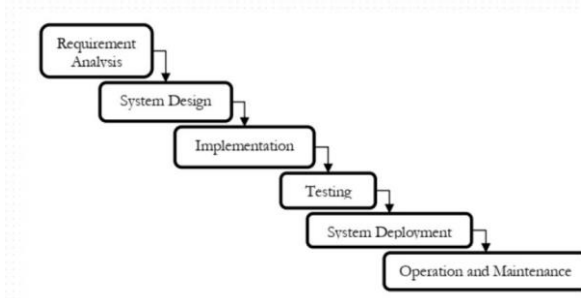 Requirement
Analysis
System Design
Implementation
Testing
System Deployment
Operation and Maintenance